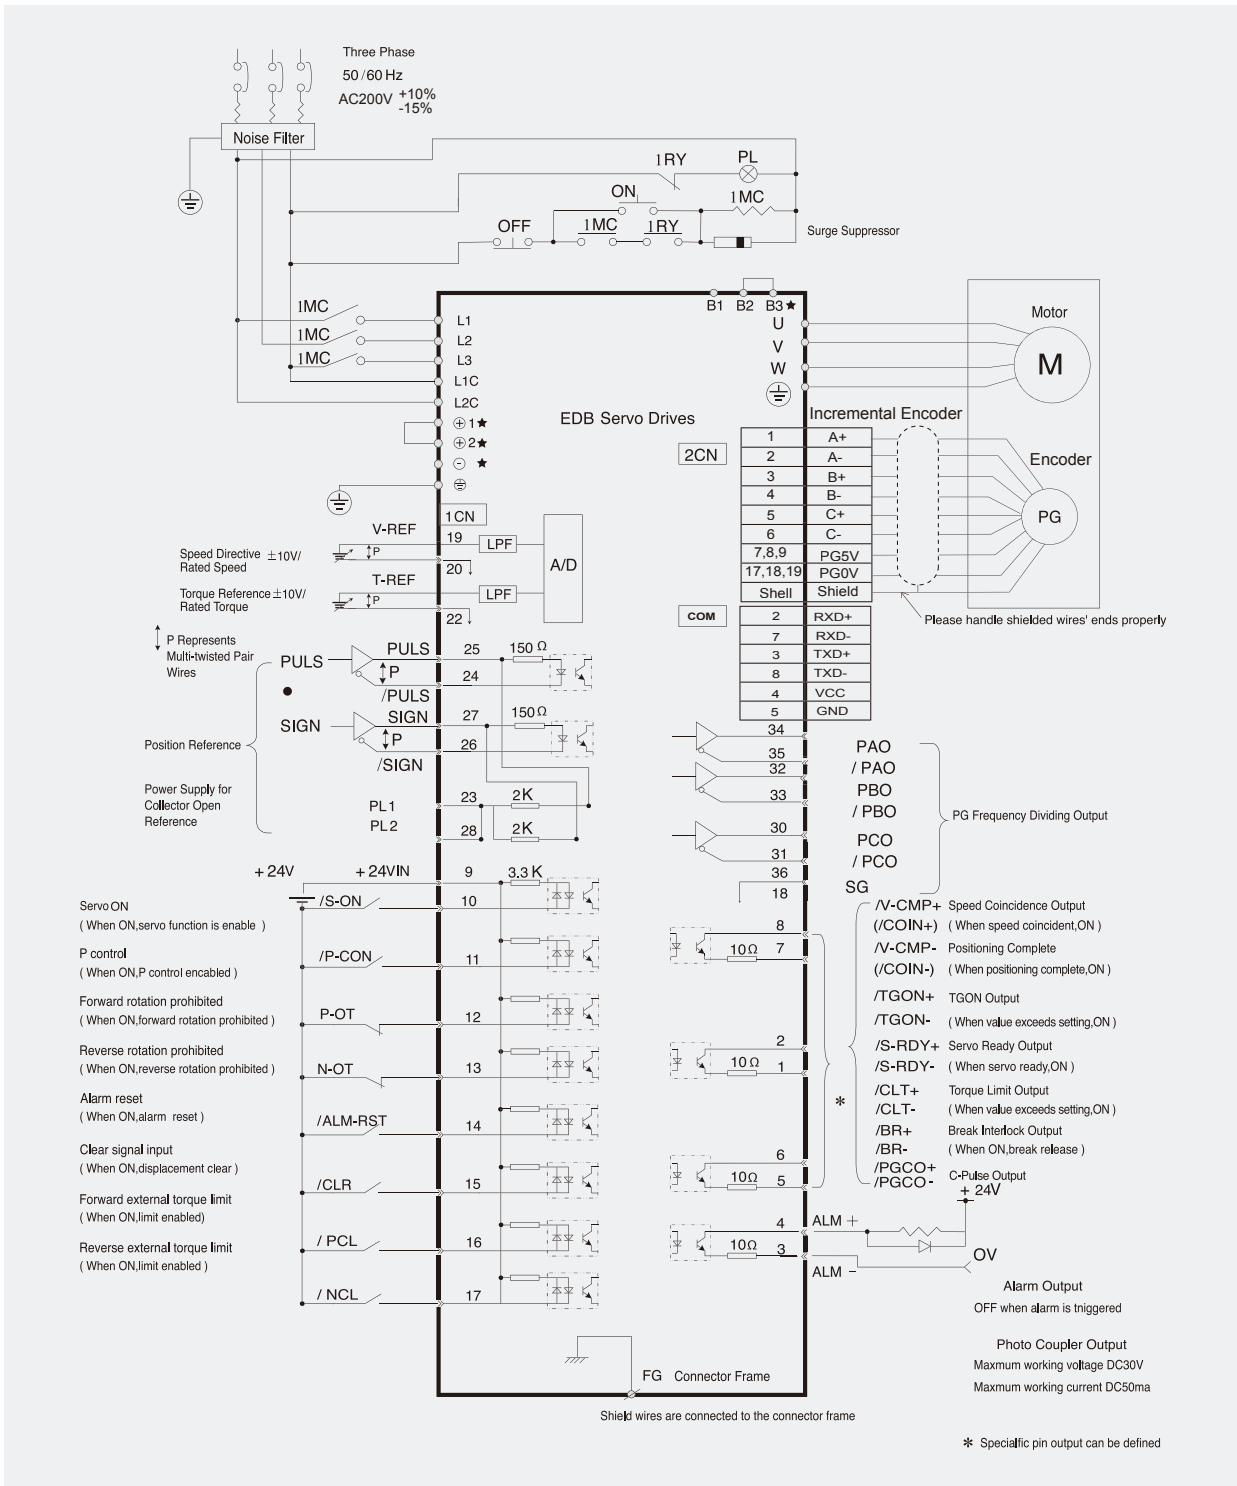 Three Phase
50/60 Hz
AC200V +10%
-15%
Noise Filter
1RY
PL
ON
1MC
OFF
1MC
1RY
Surge Suppressor
1MC
1MC
1MC
L1
L2
L3
L1C
L2C
⊕1★
⊕2★
⊖ ★
B1 B2 B3★
U
V
W
Motor
M
EDB Servo Drives
Incremental Encoder
2CN
1 A+
2 A-
3 B+
4 B-
5 C+
6 C-
7,8,9 PG5V
17,18,19 PG0V
Shell Shield
Encoder
PG
Please handle shielded wires' ends properly
COM
2 RXD+
7 RXD-
3 TXD+
8 TXD-
4 VCC
5 GND
1CN
V-REF
19
LPF
Speed Directive ±10V/
Rated Speed
P
20
A/D
T-REF
LPF
Torque Reference±10V/
Rated Torque
P
22
P Represents
Multi-twisted Pair
Wires
PULS
PULS
25
150Ω
P
24
/PULS
SIGN
SIGN
27
150Ω
P
26
/SIGN
Position Reference
Power Supply for
Collector Open
Reference
PL1
23
2K
PL2
28
2K
34
35
32
33
30
31
36
18
PAO
/ PAO
PBO
/ PBO
PCO
/ PCO
SG
PG Frequency Dividing Output
+ 24V
+ 24VIN
9
3.3 K
Servo ON
( When ON,servo function is enable )
/S-ON
10
P control
( When ON,P control encabled )
/P-CON
11
Forward rotation prohibited
( When ON,forward rotation prohibited )
P-OT
12
Reverse rotation prohibited
( When ON,reverse rotation prohibited )
N-OT
13
Alarm reset
( When ON,alarm reset )
/ALM-RST
14
Clear signal input
( When ON,displacement clear )
/CLR
15
Forward external torque limit
( When ON,limit enabled)
/ PCL
16
Reverse external torque limit
( When ON,limit enabled )
/ NCL
17
8
10Ω
7
2
10Ω
1
6
10Ω
5
4
10Ω
3
*
/V-CMP+ Speed Coincidence Output
(/COIN+) ( When speed coincident,ON )
/V-CMP- Positioning Complete
(/COIN-) ( When positioning complete,ON )
/TGON+ TGON Output
/TGON- ( When value exceeds setting,ON )
/S-RDY+ Servo Ready Output
/S-RDY- ( When servo ready,ON )
/CLT+ Torque Limit Output
/CLT- ( When value exceeds setting,ON )
/BR+ Break Interlock Output
/BR- ( When ON,break release )
/PGCO+
/PGCO- C-Pulse Output
+ 24V
ALM +
ALM -
OV
Alarm Output
OFF when alarm is tniggered
Photo Coupler Output
Maxmum working voltage DC30V
Maxmum working current DC50ma
FG Connector Frame
Shield wires are connected to the connector frame
* Specialfic pin output can be defined